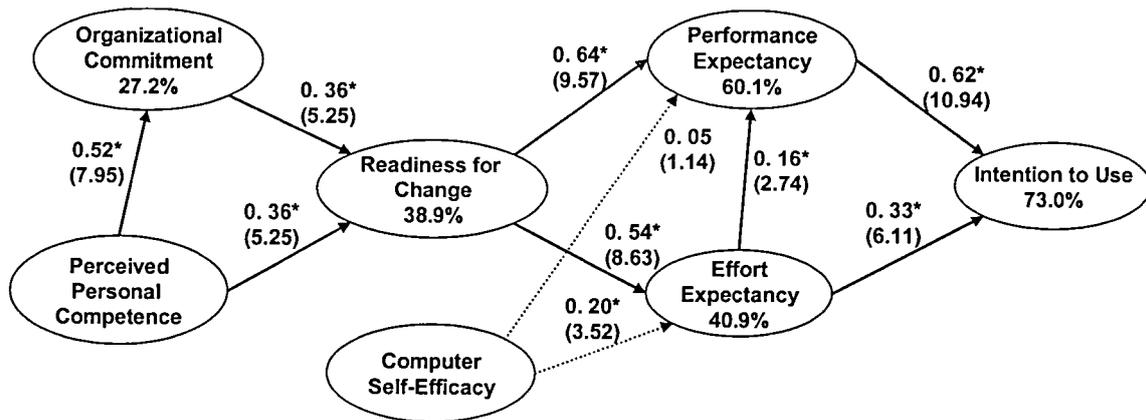 Organizational
Commitment
27.2%
0. 36*
(5.25)
0.52*
(7.95)
Perceived
Personal
Competence
0. 36*
(5.25)
Readiness for
Change
38.9%
0. 64*
(9.57)
0. 54*
(8.63)
Computer
Self-Efficacy
0. 05
(1.14)
0. 20*
(3.52)
Performance
Expectancy
60.1%
0. 16*
(2.74)
Effort
Expectancy
40.9%
0. 62*
(10.94)
0. 33*
(6.11)
Intention to Use
73.0%